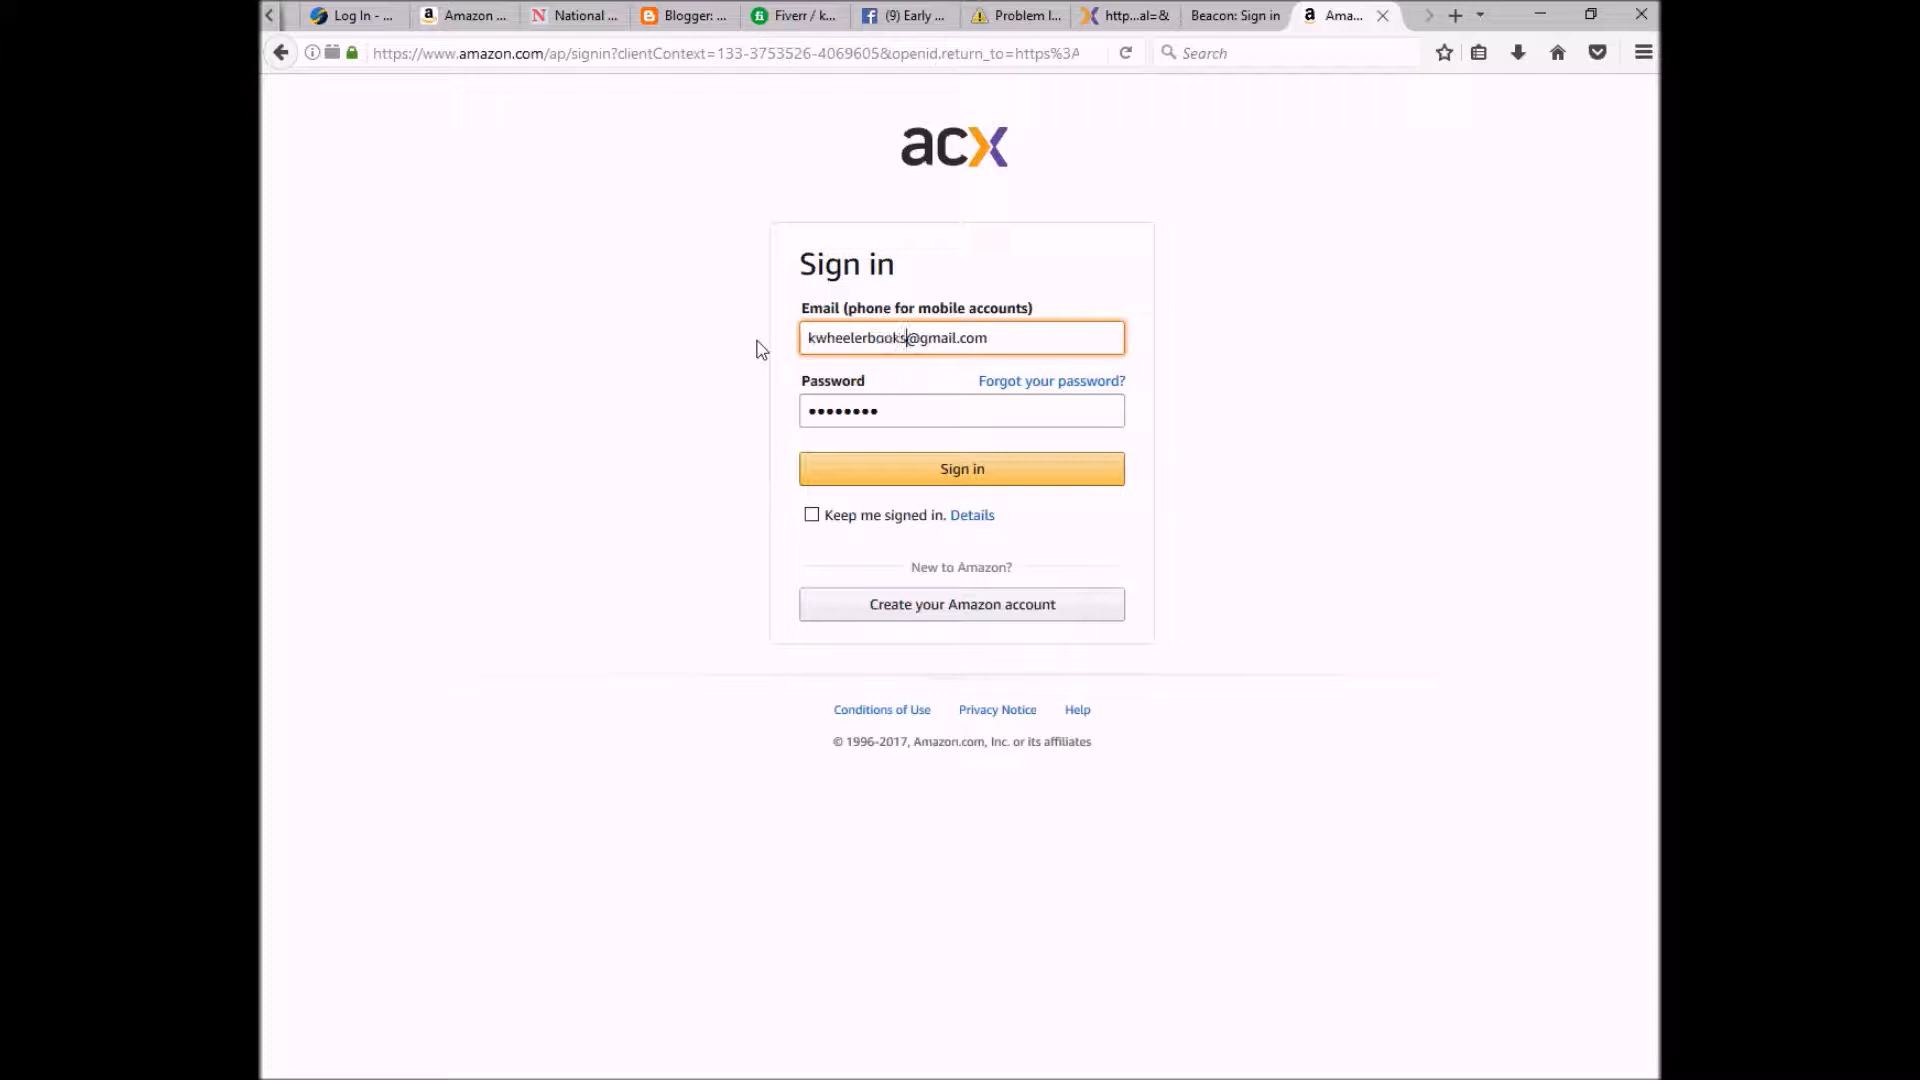 Log In - ...
Amazon ...
National ...
Blogger: ...
Fiverr / k...
(9) Early ...
Problem l...
http...al=&
Beacon: Sign in
Ama...
https://www.amazon.com/ap/signin?clientContext=133-3753526-4069605&openid.return_to=https%3A
Search
acx
Sign in
Email (phone for mobile accounts)
kwheelerbooks@gmail.com
Password
Forgot your password?
Sign in
Keep me signed in. Details
New to Amazon?
Create your Amazon account
Conditions of Use
Privacy Notice
Help
© 1996-2017, Amazon.com, Inc. or its affiliates